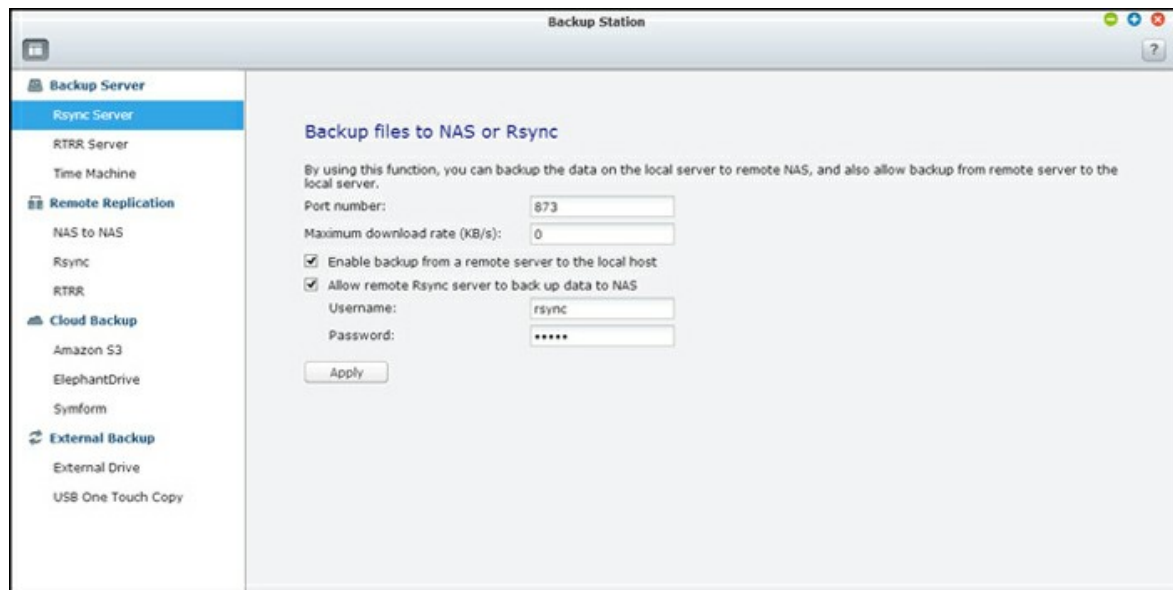 Backup Station
?
Backup Server
Rsync Server
RTRR Server
Time Machine
Remote Replication
NAS to NAS
Rsync
RTRR
Cloud Backup
Amazon S3
ElephantDrive
Symform
External Backup
External Drive
USB One Touch Copy
Backup files to NAS or Rsync
By using this function, you can backup the data on the local server to remote NAS, and also allow backup from remote server to the
local server.
Port number: 873
Maximum download rate (KB/s): 0
Enable backup from a remote server to the local host
Allow remote Rsync server to back up data to NAS
Username: rsync
Password: •••••
Apply